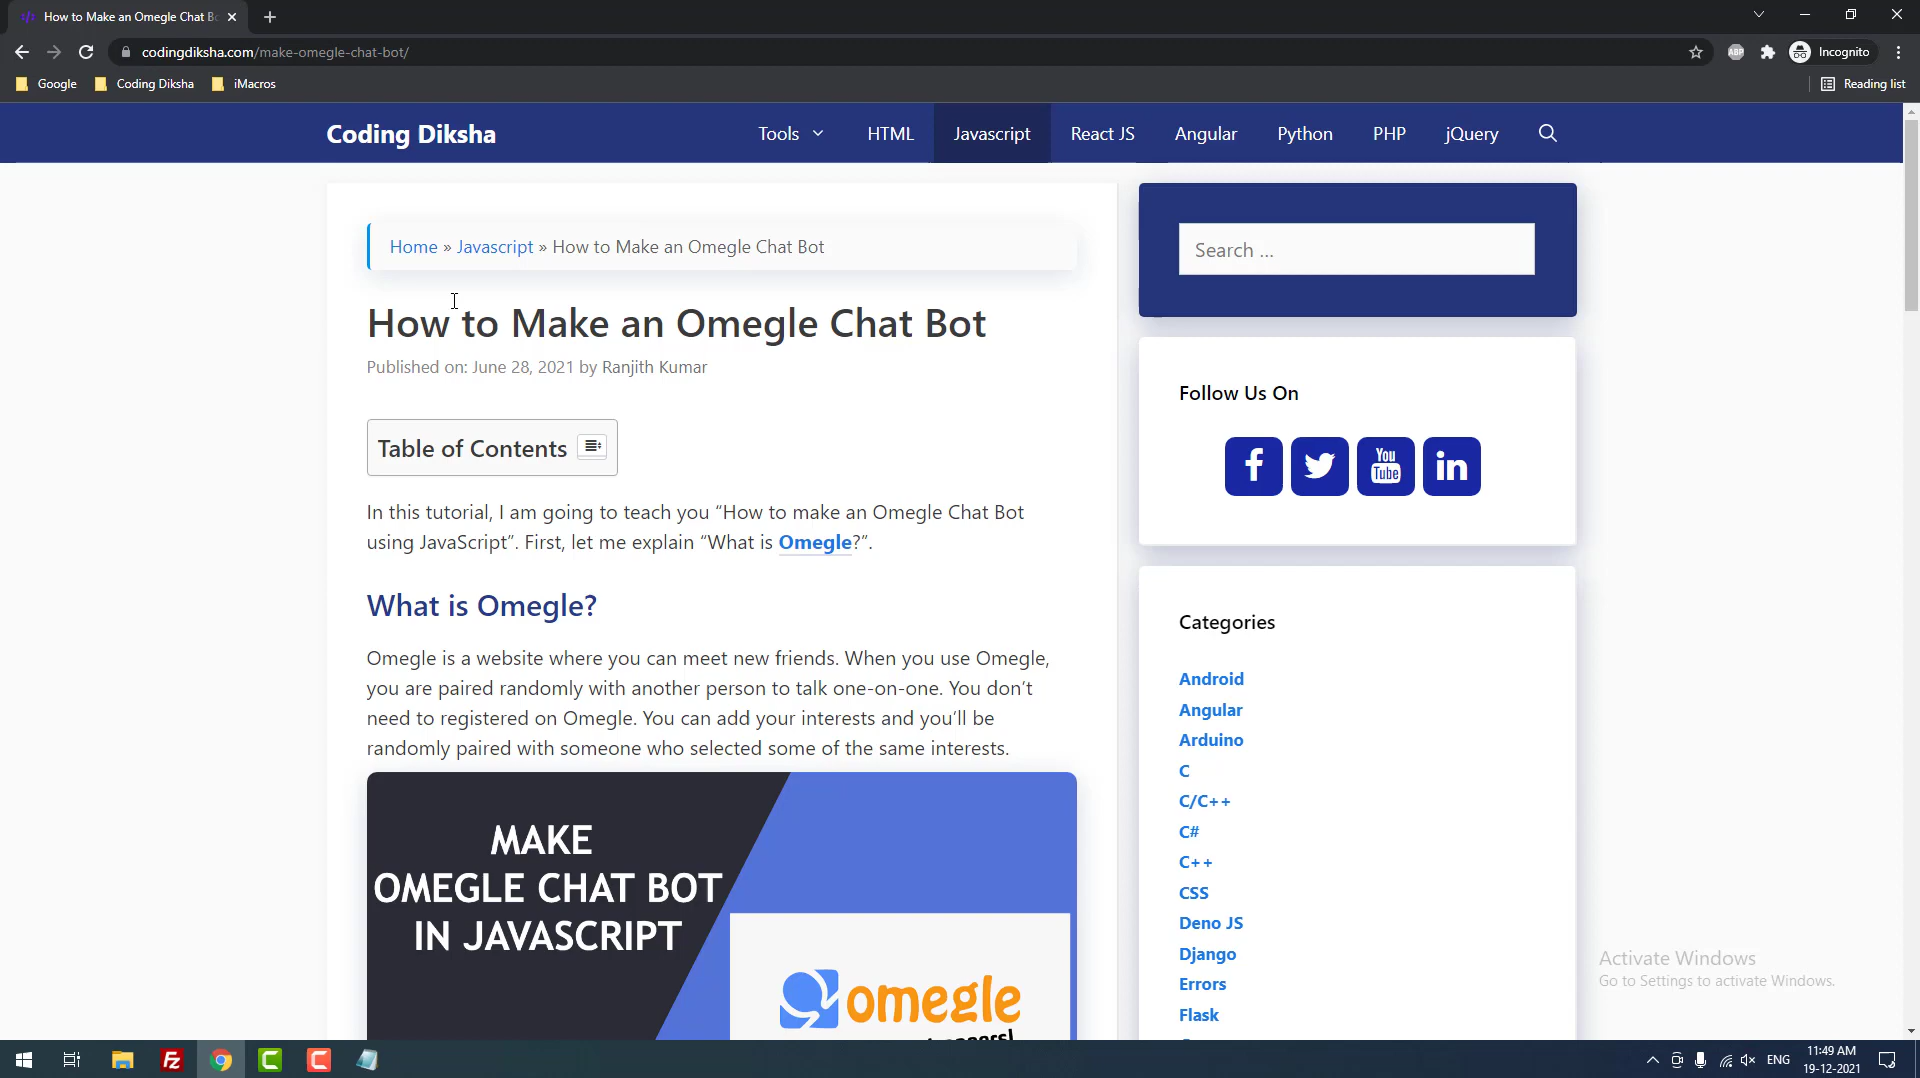 How to Make an Omegle Chat B
codingdiksha.com/make-omegle-chat-bot/
ABP
Incognito
Google
Coding Diksha
iMacros
Reading list
Coding Diksha
Tools
HTML
Javascript
React JS
Angular
Python
PHP
jQuery
Home » Javascript » How to Make an Omegle Chat Bot
How to Make an Omegle Chat Bot
Published on: June 28, 2021 by Ranjith Kumar
Table of Contents
In this tutorial, I am going to teach you “How to make an Omegle Chat Bot
using JavaScript”. First, let me explain “What is Omegle?”.
What is Omegle?
Omegle is a website where you can meet new friends. When you use Omegle,
you are paired randomly with another person to talk one-on-one. You don’t
need to registered on Omegle. You can add your interests and you’ll be
randomly paired with someone who selected some of the same interests.
MAKE
OMEGLE CHAT BOT
IN JAVASCRIPT
omegle
Search ...
Follow Us On
You
Tube
in
Categories
Android
Angular
Arduino
C
C/C++
C#
C++
CSS
Deno JS
Django
Errors
Flask
Activate Windows
Go to Settings to activate Windows.
Fz
C
C
ENG
11:49 AM
19-12-2021